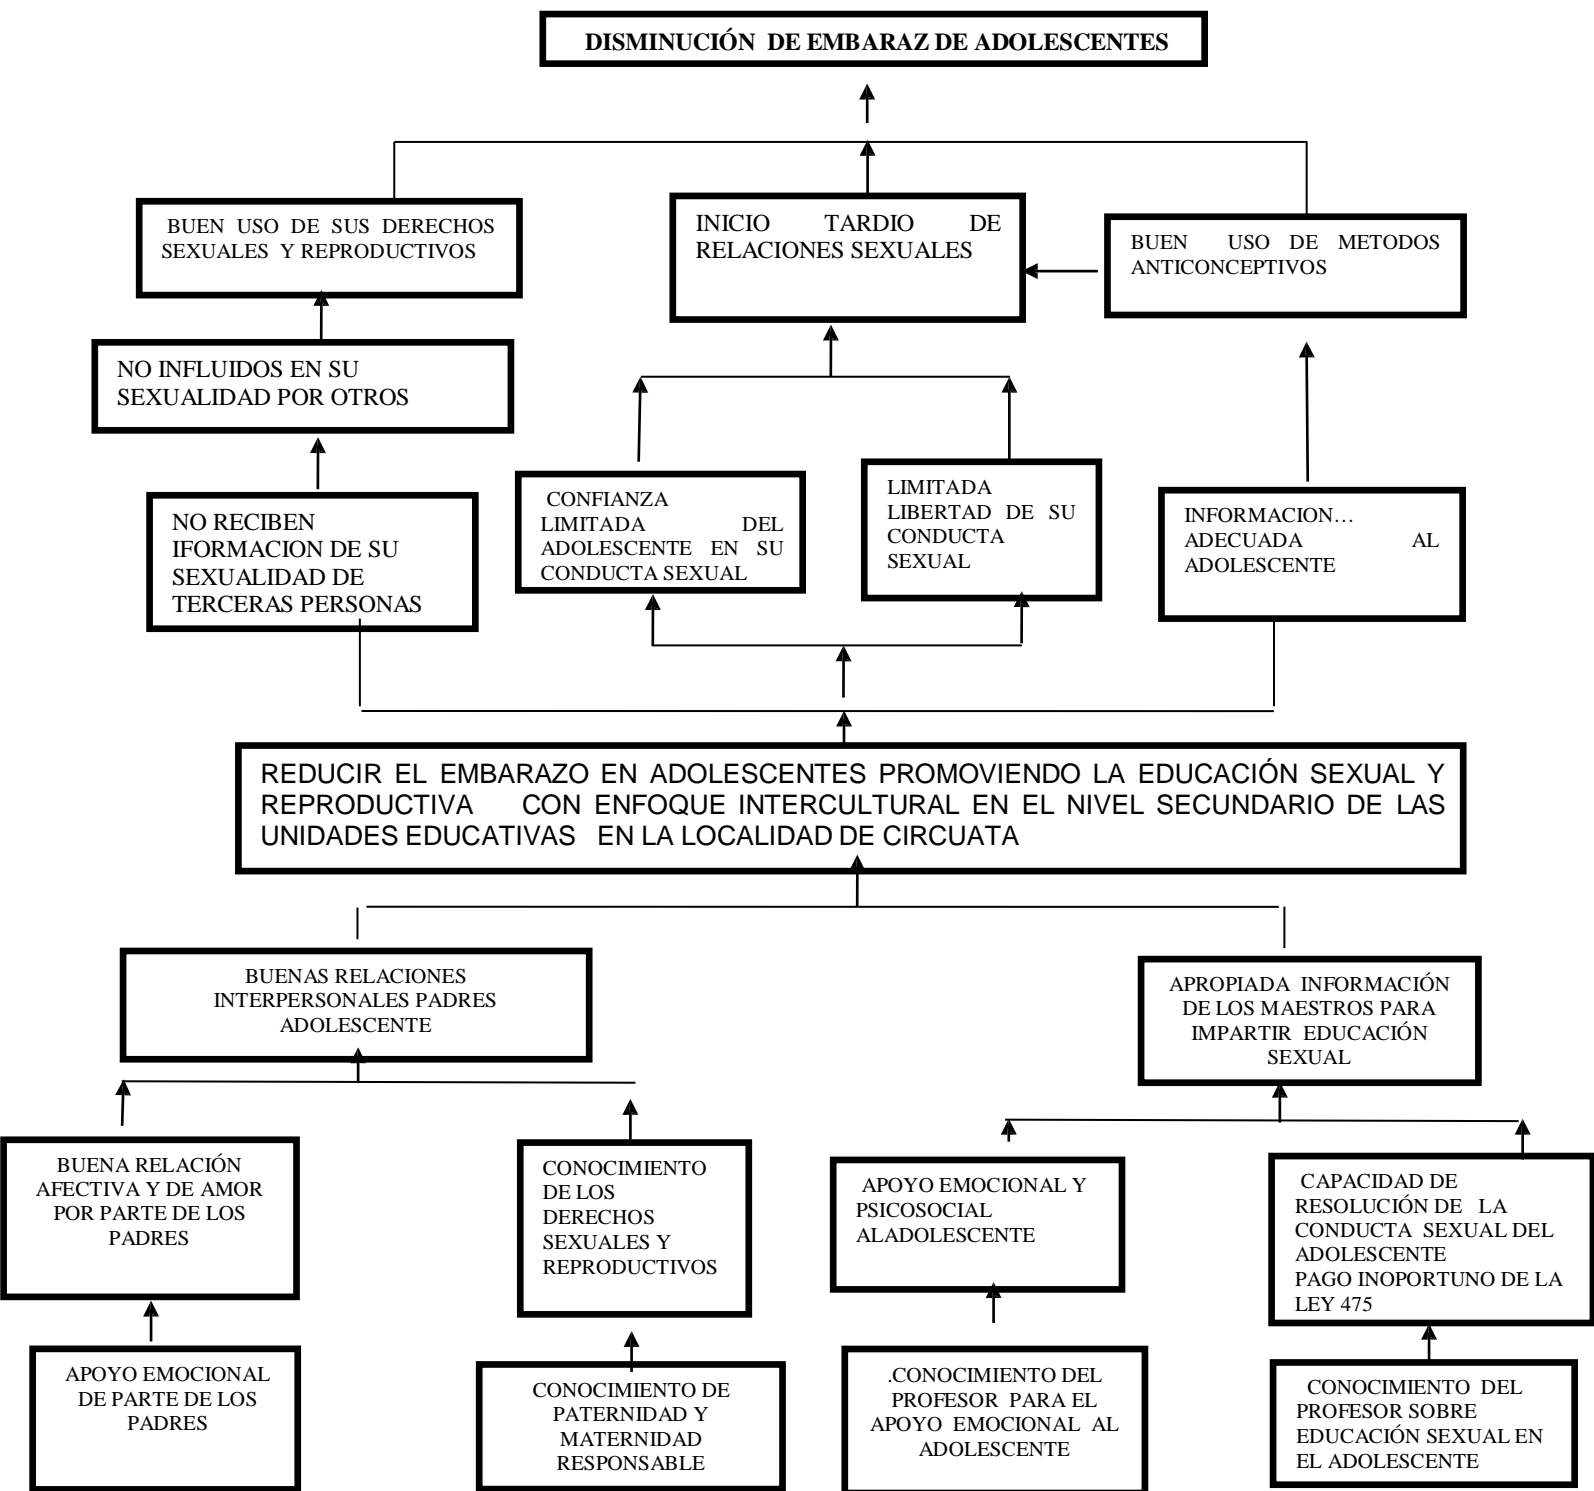 DISMINUCIÓN DE EMBARAZ DE ADOLESCENTES
BUEN USO DE SUS DERECHOS
SEXUALES Y REPRODUCTIVOS
INICIO TARDIO DE
RELACIONES SEXUALES
BUEN USO DE METODOS
ANTICONCEPTIVOS
NO INFLUIDOS EN SU
SEXUALIDAD POR OTROS
NO RECIBEN
IFORMACION DE SU
SEXUALIDAD DE
TERCERAS PERSONAS
CONFIANZA
LIMITADA DEL
ADOLESCENTE EN SU
CONDUCTA SEXUAL
LIMITADA
LIBERTAD DE SU
CONDUCTA
SEXUAL
INFORMACION…
ADECUADA AL
ADOLESCENTE
REDUCIR EL EMBARAZO EN ADOLESCENTES PROMOVIENDO LA EDUCACIÓN SEXUAL Y
REPRODUCTIVA CON ENFOQUE INTERCULTURAL EN EL NIVEL SECUNDARIO DE LAS
UNIDADES EDUCATIVAS EN LA LOCALIDAD DE CIRCUATA
BUENAS RELACIONES
INTERPERSONALES PADRES
ADOLESCENTE
APROPIADA INFORMACIÓN
DE LOS MAESTROS PARA
IMPARTIR EDUCACIÓN
SEXUAL
BUENA RELACIÓN
AFECTIVA Y DE AMOR
POR PARTE DE LOS
PADRES
CONOCIMIENTO
DE LOS
DERECHOS
SEXUALES Y
REPRODUCTIVOS
APOYO EMOCIONAL Y
PSICOSOCIAL
ALADOLESCENTE
CAPACIDAD DE
RESOLUCIÓN DE LA
CONDUCTA SEXUAL DEL
ADOLESCENTE
PAGO INOPORTUNO DE LA
LEY 475
APOYO EMOCIONAL
DE PARTE DE LOS
PADRES
CONOCIMIENTO DE
PATERNIDAD Y
MATERNIDAD
RESPONSABLE
.CONOCIMIENTO DEL
PROFESOR PARA EL
APOYO EMOCIONAL AL
ADOLESCENTE
CONOCIMIENTO DEL
PROFESOR SOBRE
EDUCACIÓN SEXUAL EN
EL ADOLESCENTE